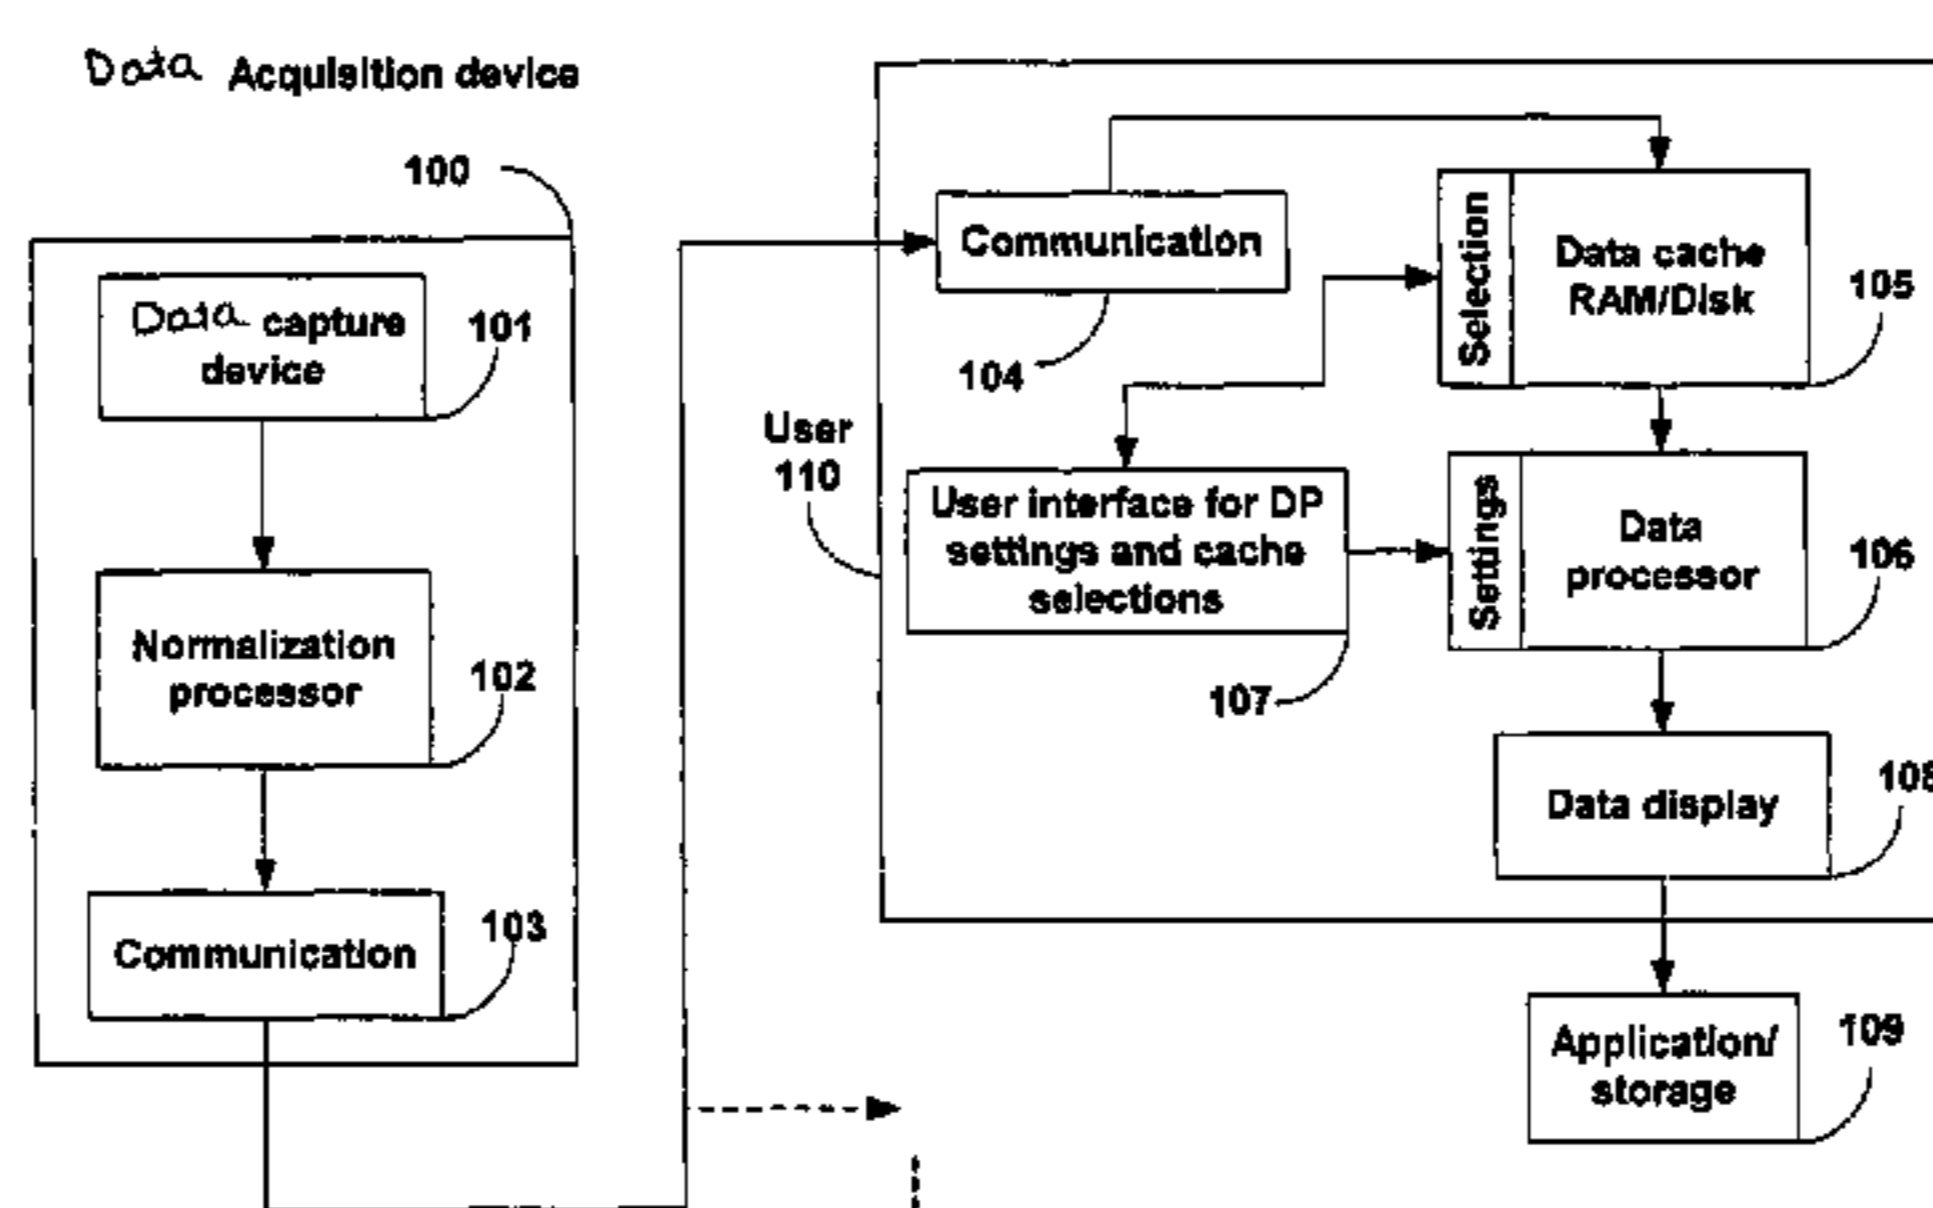 Data Acquisition device
100
Data capture
device
101
Normalization
processor
102
Communication
103
User
110
Communication
104
Selection
Data cache
RAM/Disk
105
User interface for DP
settings and cache
selections
107
Settings
Data
processor
106
Data display
108
Application/
storage
109